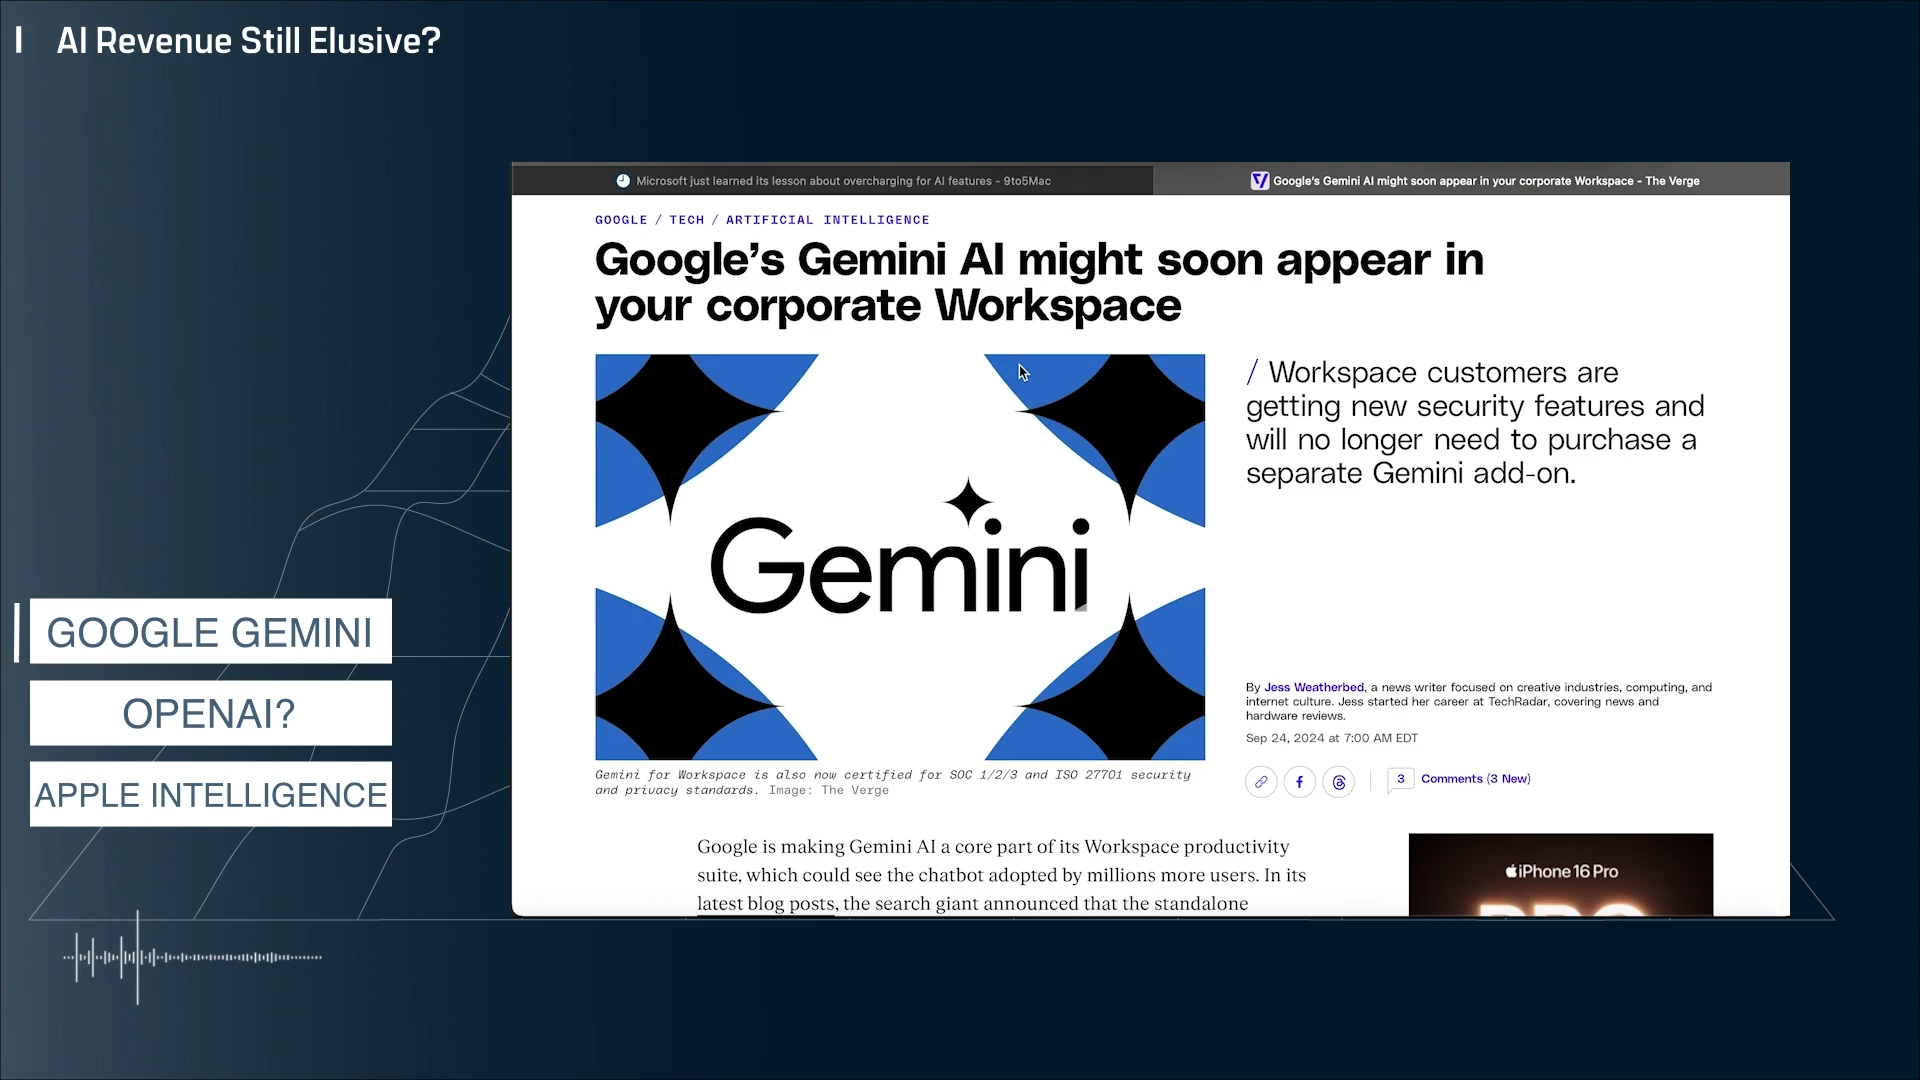 AI Revenue Still Elusive?
Microsoft just learned its lesson about overcharging for AI features - 9to5Mac
Google's Gemini AI might soon appear in your corporate Workspace - The Verge
GOOGLE / TECH / ARTIFICIAL INTELLIGENCE
Google’s Gemini AI might soon appear in
your corporate Workspace
Gemini
/ Workspace customers are
getting new security features and
will no longer need to purchase a
separate Gemini add-on.
By Jess Weatherbed, a news writer focused on creative industries, computing, and
internet culture. Jess started her career at TechRadar, covering news and
hardware reviews.
Sep 24, 2024 at 7:00 AM EDT
3 Comments (3 New)
Gemini for Workspace is also now certified for SOC 1/2/3 and ISO 27701 security
and privacy standards. Image: The Verge
Google is making Gemini AI a core part of its Workspace productivity
suite, which could see the chatbot adopted by millions more users. In its
latest blog posts, the search giant announced that the standalone
iPhone 16 Pro
PRO
GOOGLE GEMINI
OPENAI?
APPLE INTELLIGENCE